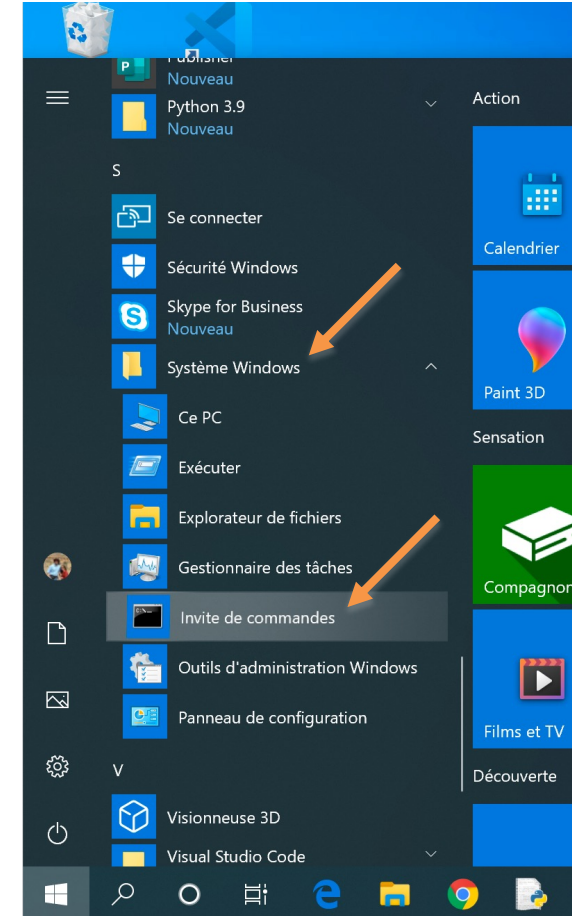 Publisher
Nouveau
Python 3.9
Nouveau
S
Se connecter
Sécurité Windows
Skype for Business
Nouveau
Système Windows
Ce PC
Exécuter
Explorateur de fichiers
Gestionnaire des tâches
Invite de commandes
Outils d'administration Windows
Panneau de configuration
V
Visionneuse 3D
Visual Studio Code
Action
Calendrier
Paint 3D
Sensation
Compagnon
Films et TV
Découverte